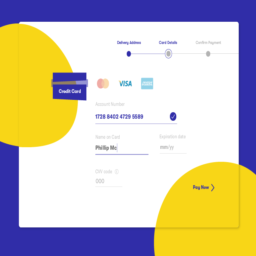 Delivery Address Card Details Confirm Payment
Credit Card
VISA
Account Number
1728 8402 4729 5589
Name on Card Expiration date
Phillip Mc mm/yy
CVV code
000
Pay Now